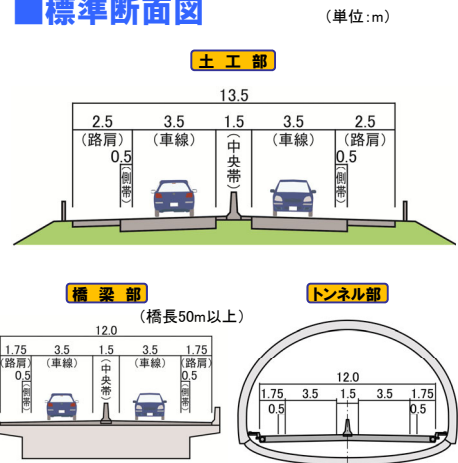 ■標準断面図
（単位:m）
土工部
13.5
2.5 3.5 1.5 3.5 2.5
（路肩） （車線） （中央帯） （車線） （路肩）
0.5 0.5
（側帯） （側帯）
橋梁部
（橋長50m以上）
12.0
1.75 3.5 1.5 3.5 1.75
（路肩） （車線） （中央帯） （車線） （路肩）
0.5 0.5
（側帯） （側帯）
トンネル部
12.0
1.75 3.5 1.5 3.5 1.75
0.5 0.5